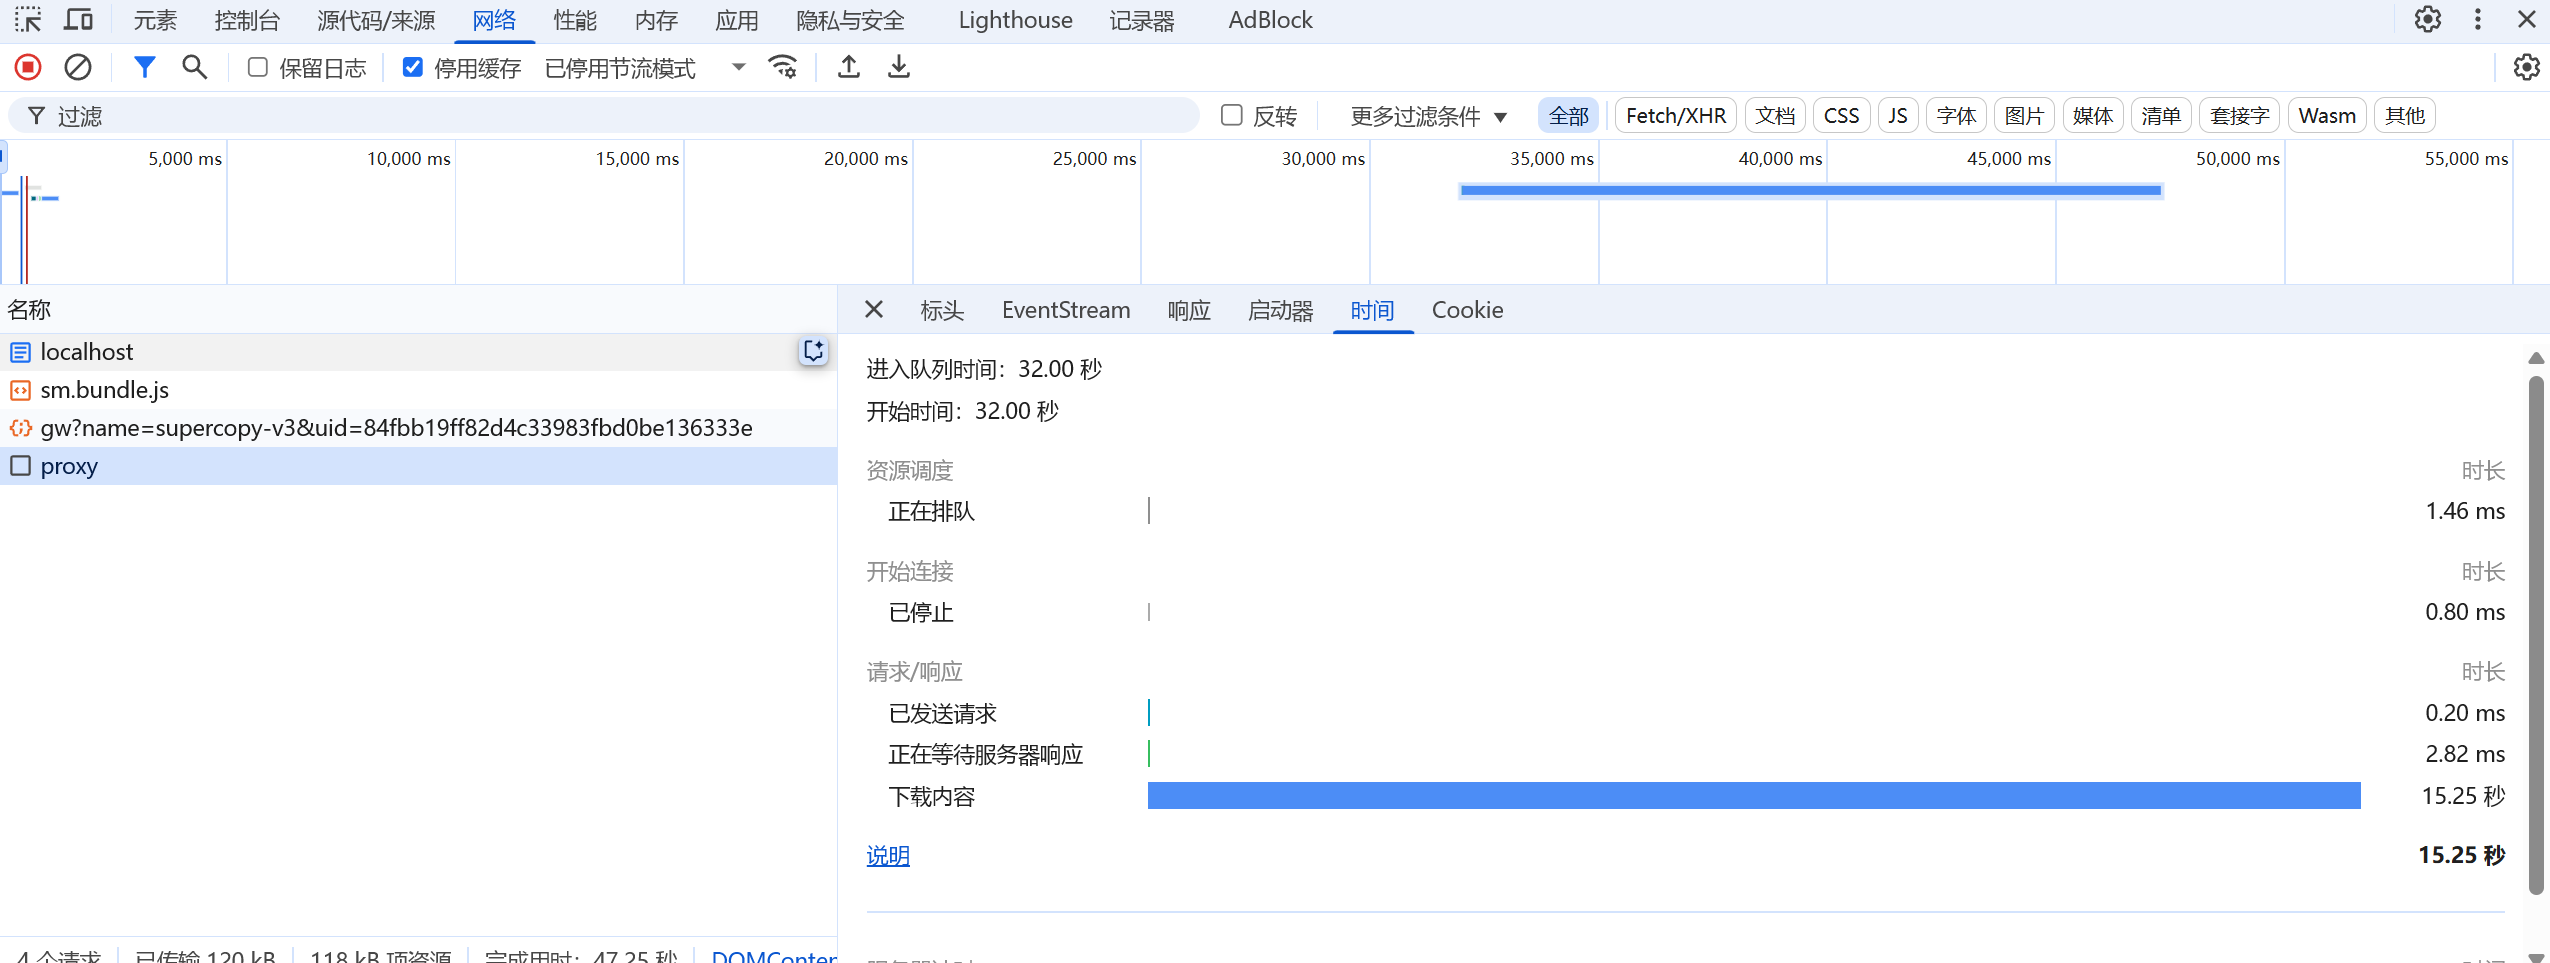 元素 控制台 源代码/来源 网络 性能 内存 应用 隐私与安全 Lighthouse 记录器 AdBlock
保留日志 停用缓存 已停用节流模式
过滤 反转 更多过滤条件 全部 Fetch/XHR 文档 CSS JS 字体 图片 媒体 清单 套接字 Wasm 其他
5,000 ms 10,000 ms 15,000 ms 20,000 ms 25,000 ms 30,000 ms 35,000 ms 40,000 ms 45,000 ms 50,000 ms 55,000 ms
名称
localhost
sm.bundle.js
gw?name=supercopy-v3&uid=84fbb19ff82d4c33983fbd0be136333e
proxy
标头 EventStream 响应 启动器 时间 Cookie
进入队列时间：32.00 秒
开始时间：32.00 秒
资源调度 时长
正在排队 1.46 ms
开始连接 时长
已停止 0.80 ms
请求/响应 时长
已发送请求 0.20 ms
正在等待服务器响应 2.82 ms
下载内容 15.25 秒
说明 15.25 秒
4 个请求 已传输 120 kB 118 kB 项资源 完成用时：47.25 秒 DOMConten